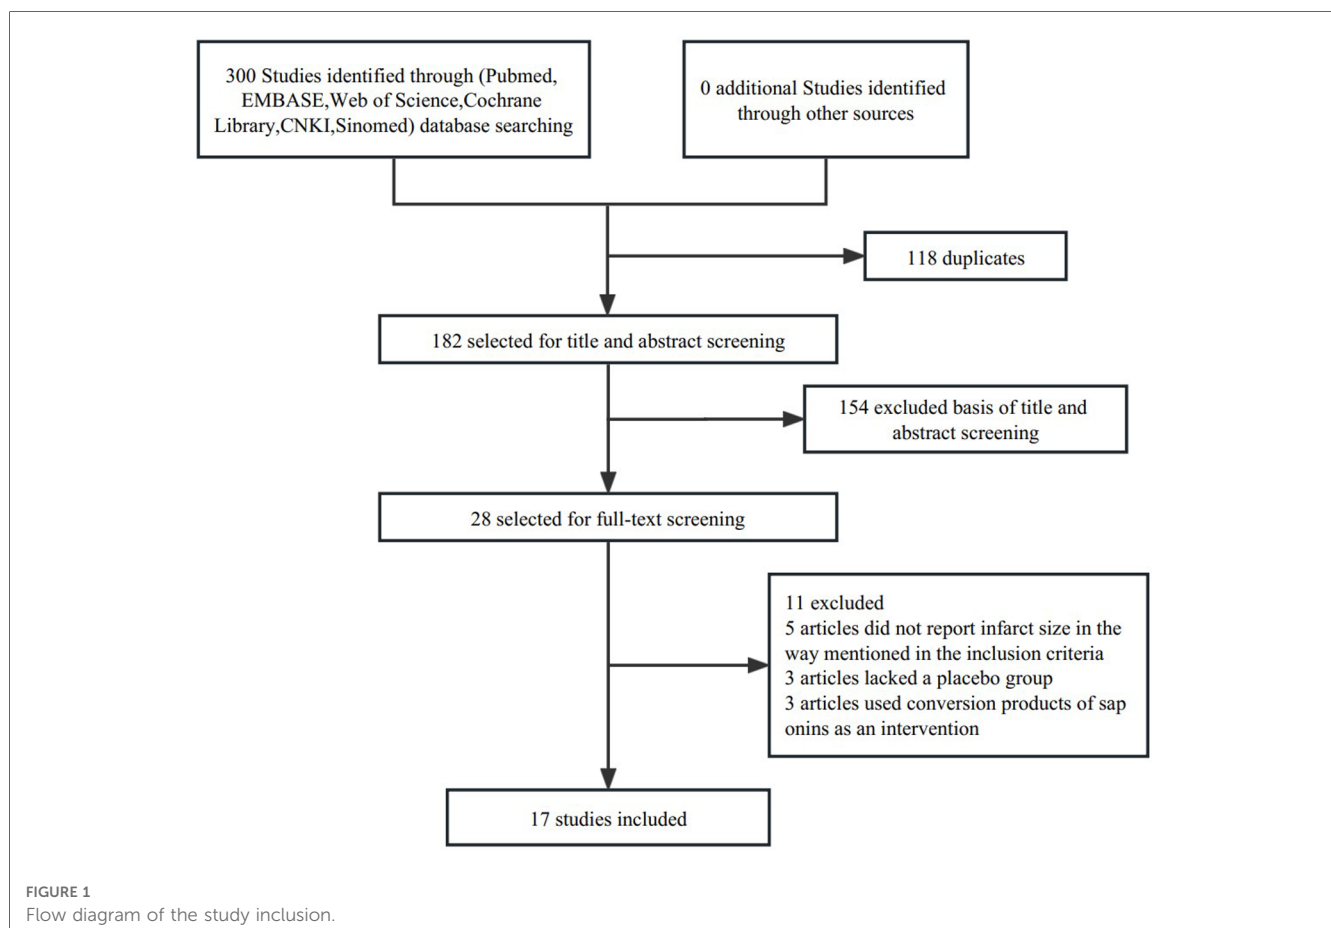 300 Studies identified through (Pubmed,
EMBASE,Web of Science,Cochrane
Library,CNKI,Sinomed) database searching
0 additional Studies identified
through other sources
118 duplicates
182 selected for title and abstract screening
154 excluded basis of title and
abstract screening
28 selected for full-text screening
11 excluded
5 articles did not report infarct size in the
way mentioned in the inclusion criteria
3 articles lacked a placebo group
3 articles used conversion products of sap
onins as an intervention
17 studies included
FIGURE 1
Flow diagram of the study inclusion.